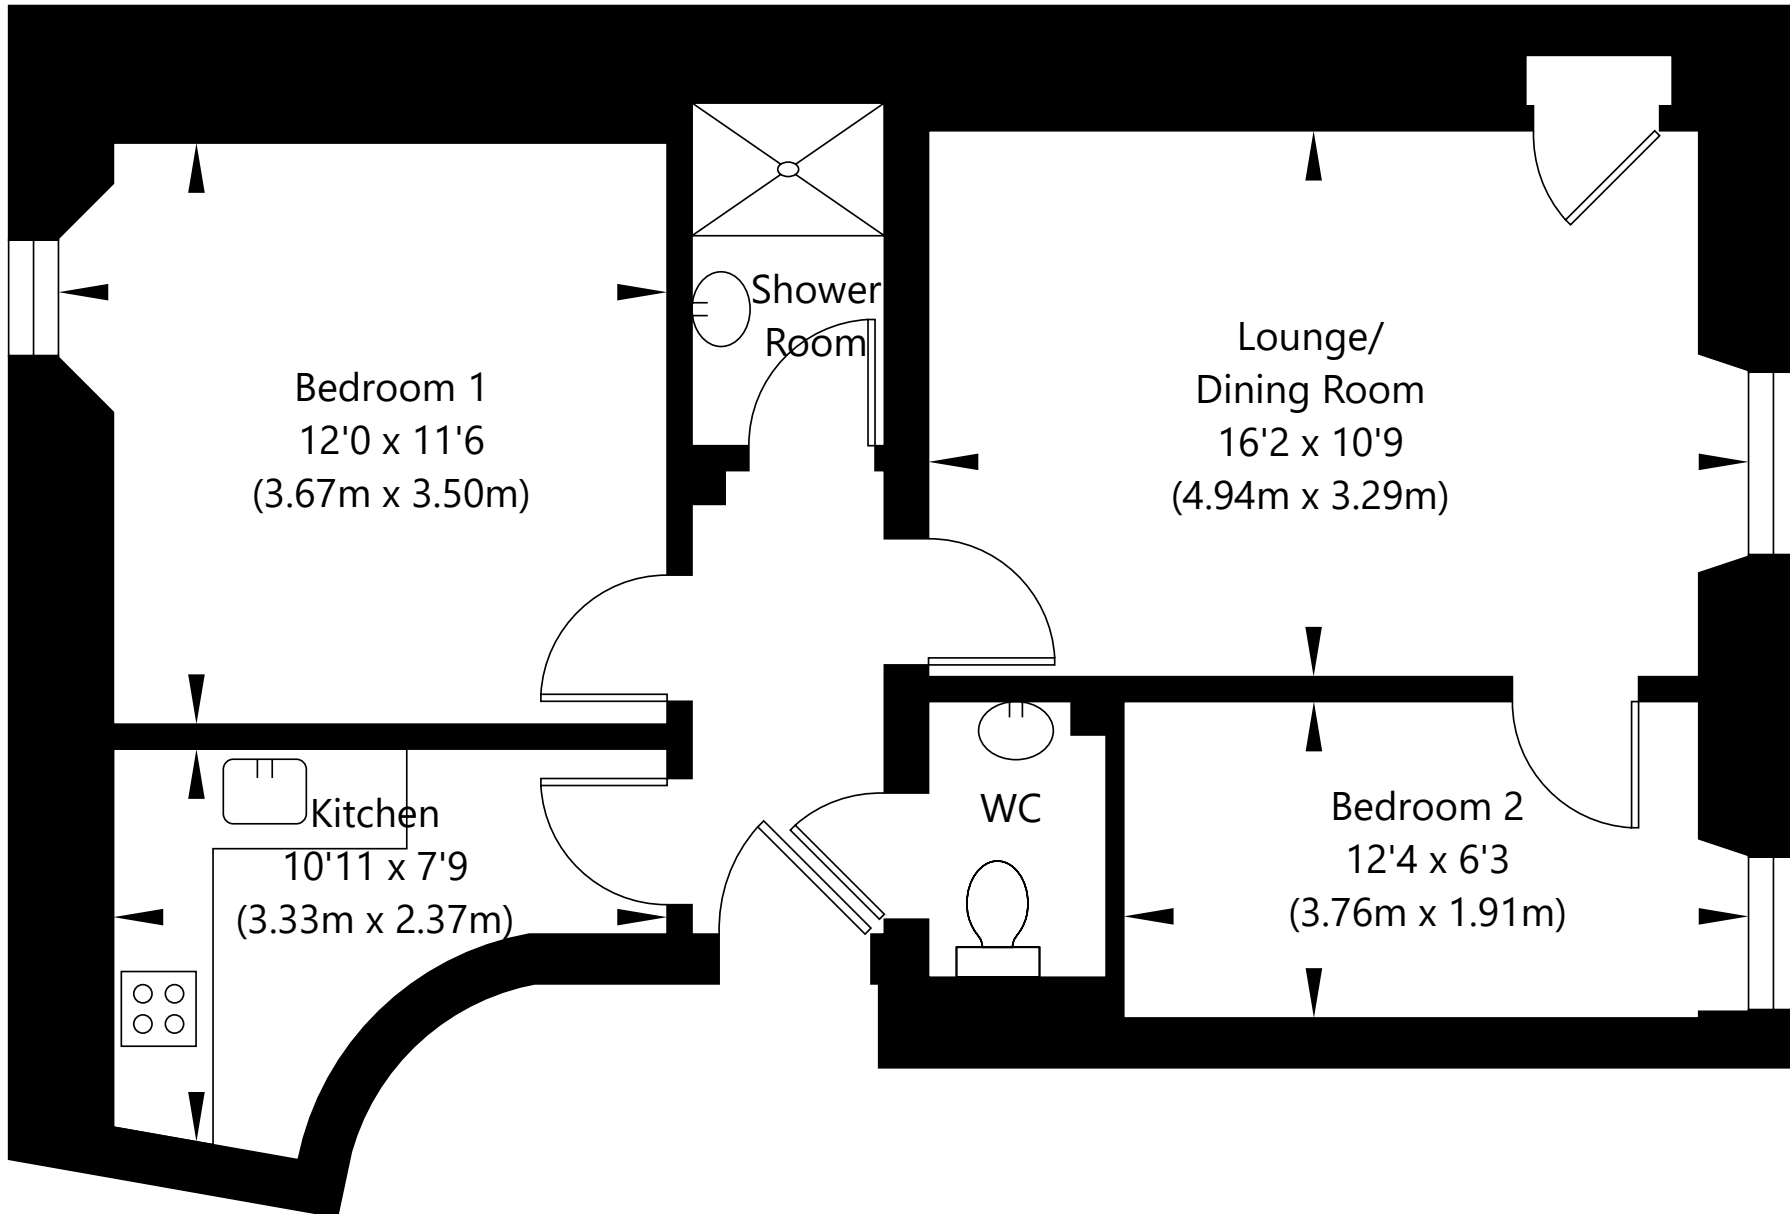 Bedroom 1
12'0 x 11'6
(3.67m x 3.50m)
Shower
Room
Lounge/
Dining Room
16'2 x 10'9
(4.94m x 3.29m)
Kitchen
10'11 x 7'9
(3.33m x 2.37m)
WC
Bedroom 2
12'4 x 6'3
(3.76m x 1.91m)